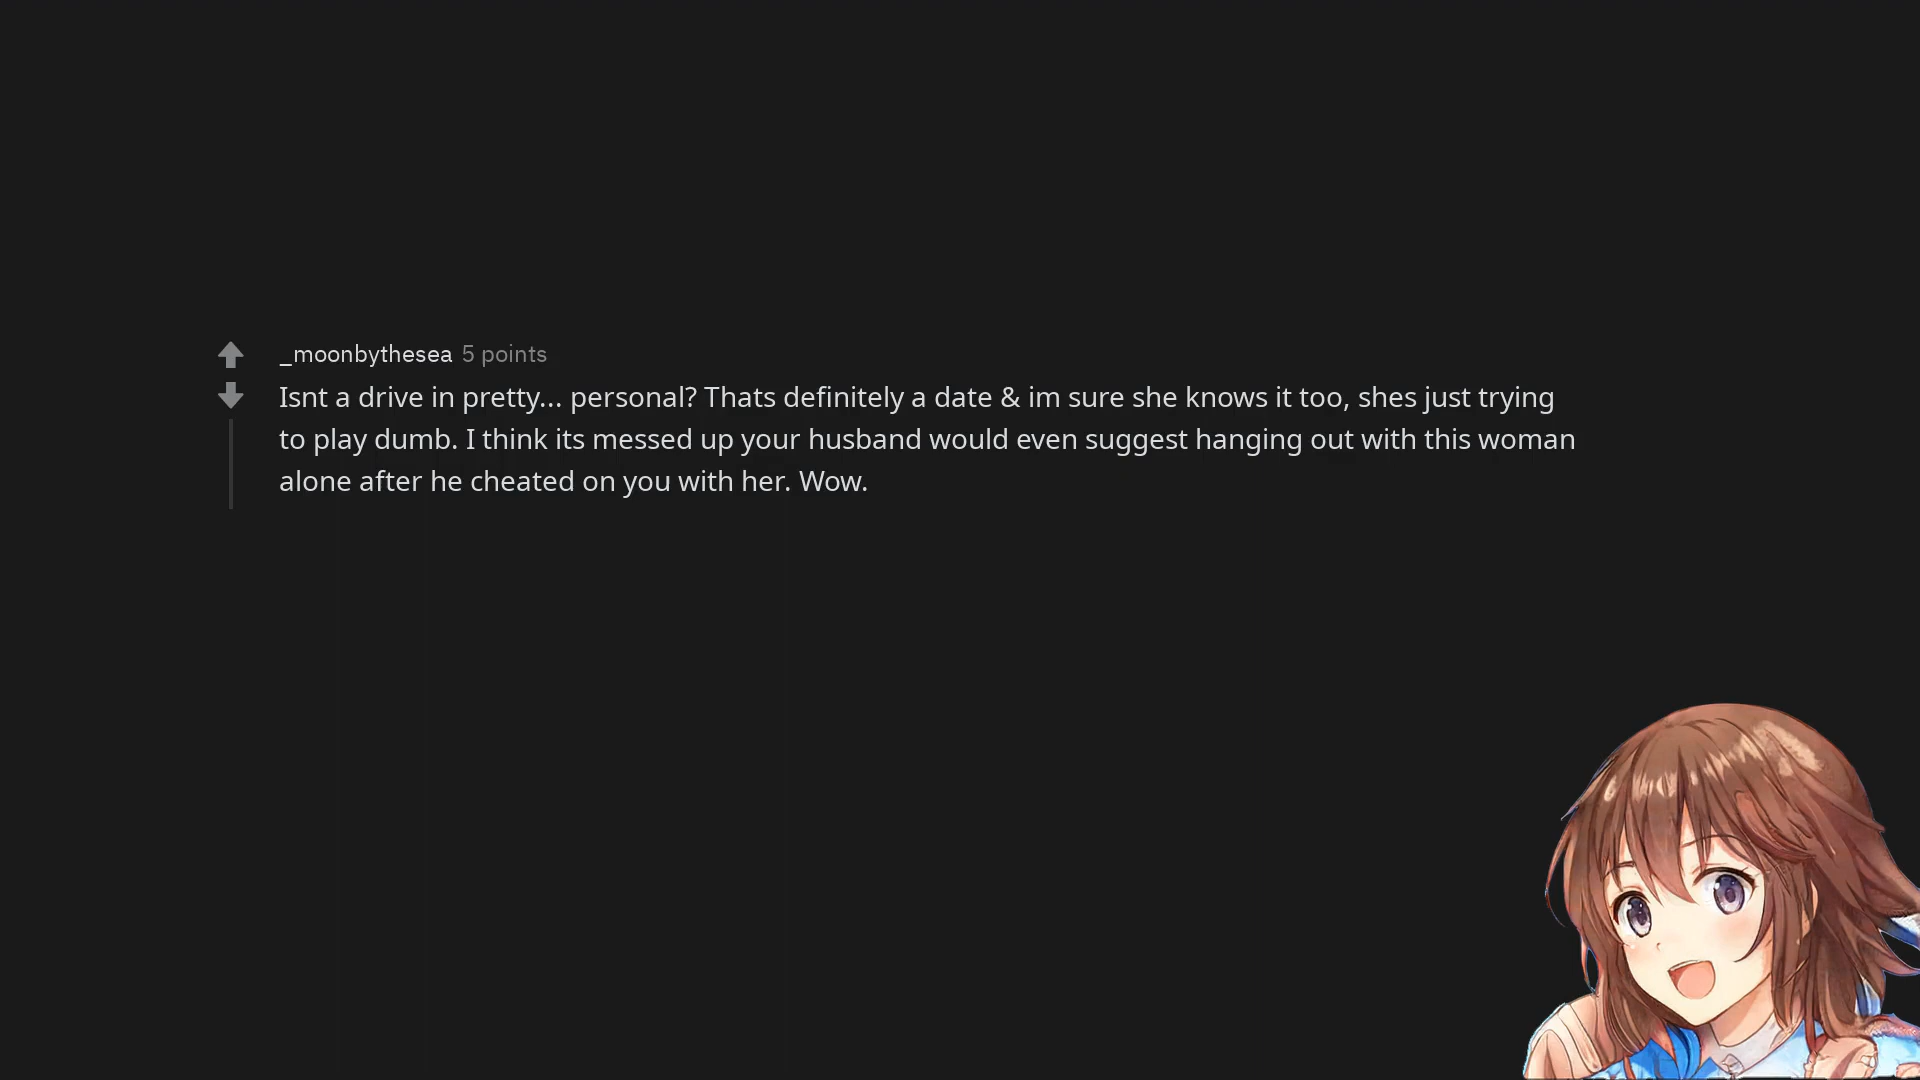 _moonbythesea 5 points
Isnt a drive in pretty... personal? Thats definitely a date & im sure she knows it too, shes just trying
to play dumb. I think its messed up your husband would even suggest hanging out with this woman
alone after he cheated on you with her. Wow.